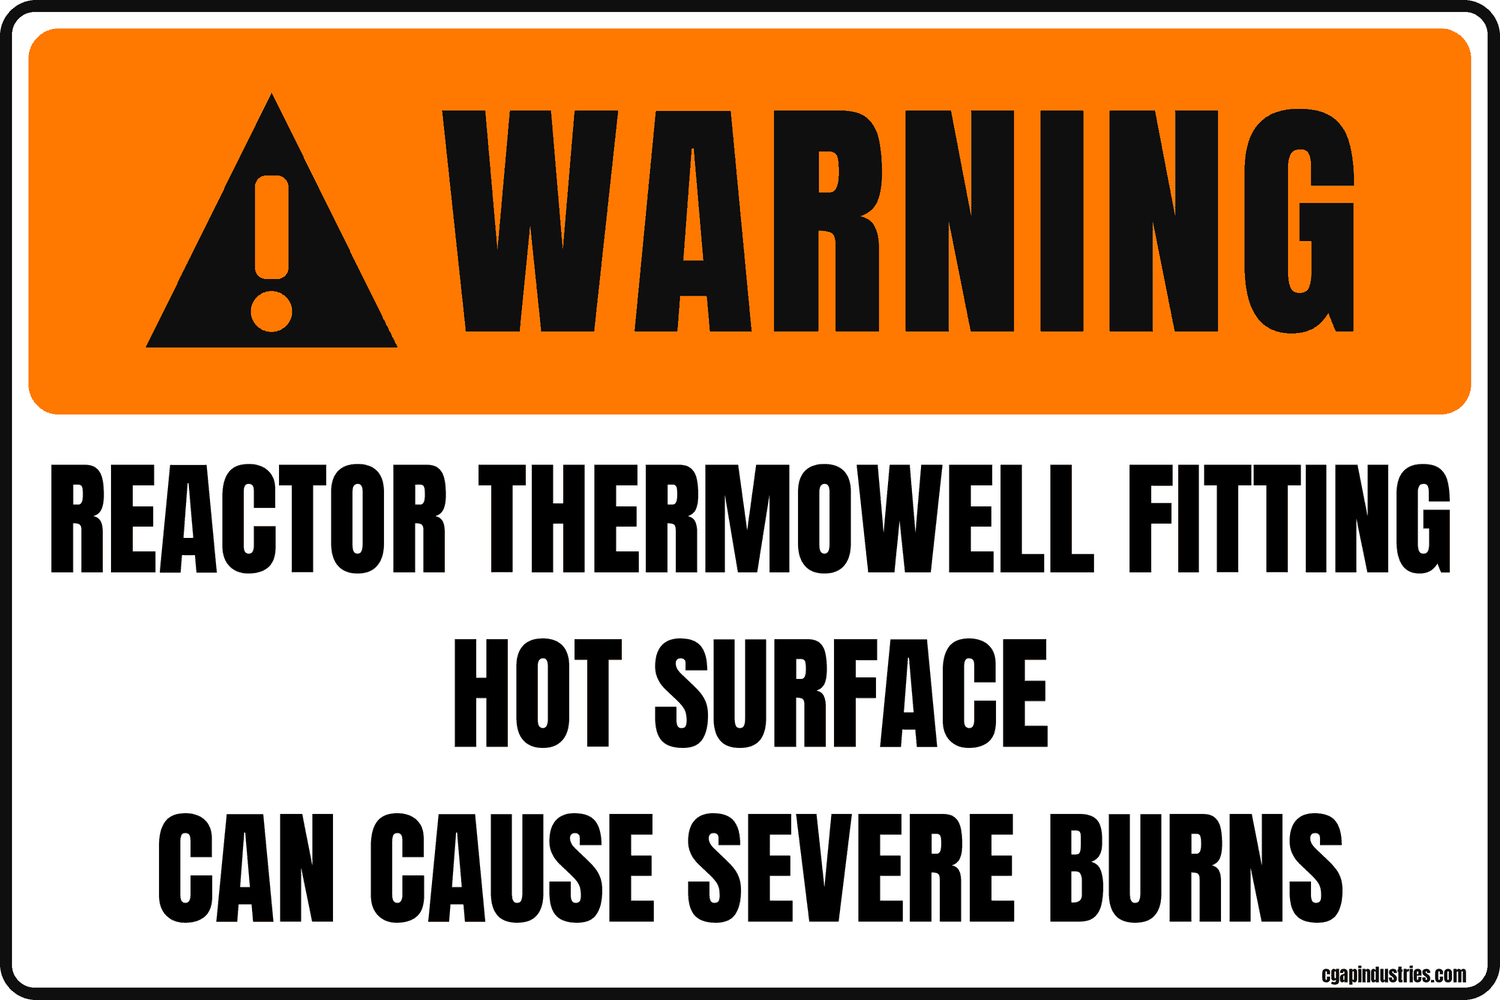 WARNING
REACTOR THERMOWELL FITTING
HOT SURFACE
CAN CAUSE SEVERE BURNS
cgapindustries.com